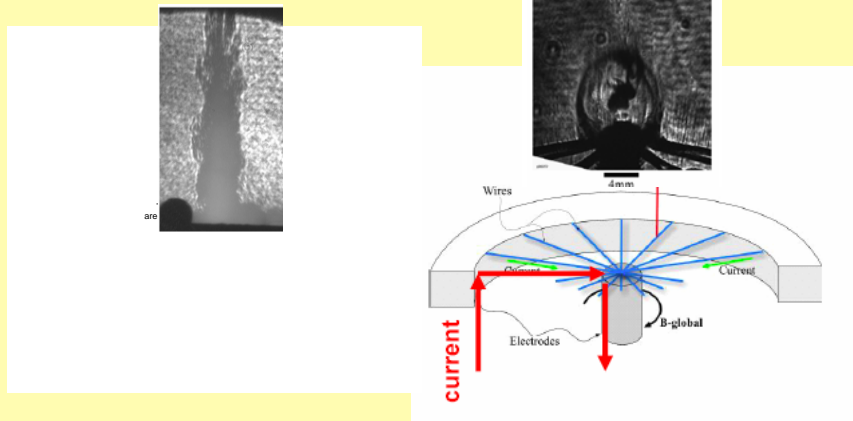 are
4mm
Wires
Current
Current
B-global
Electrodes
current